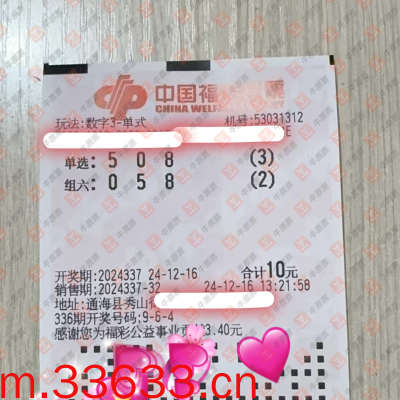 中国福
CHINA WELF
玩法:数字3-单式
机号:53031312
E
单选: 5 0 8 (3)
组六: 0 5 8 (2)
开奖期:2024337 24-12-16 合计10元
销售期:2024337-32 24-12-16 13:21:58
地址:通海县秀山
336期开奖号码:9-6-4
感谢您为福彩公益事业贡 3.40元
m.33633.cn